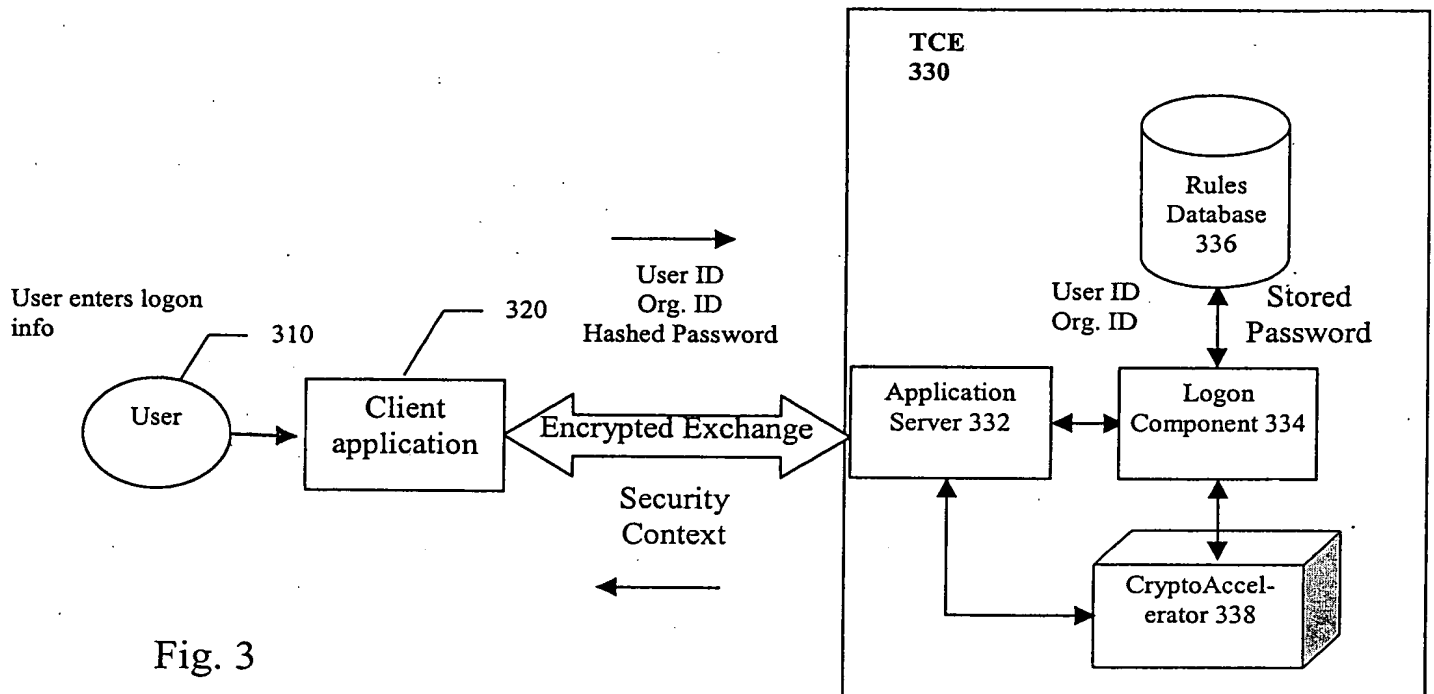 TCE
330
Rules
Database
336
User ID
Org. ID
Hashed Password
User ID
Org. ID
Stored
Password
User enters logon
info
310
320
User
Client
application
Encrypted Exchange
Application
Server 332
Logon
Component 334
Security
Context
CryptoAccel-
erator 338
Fig. 3